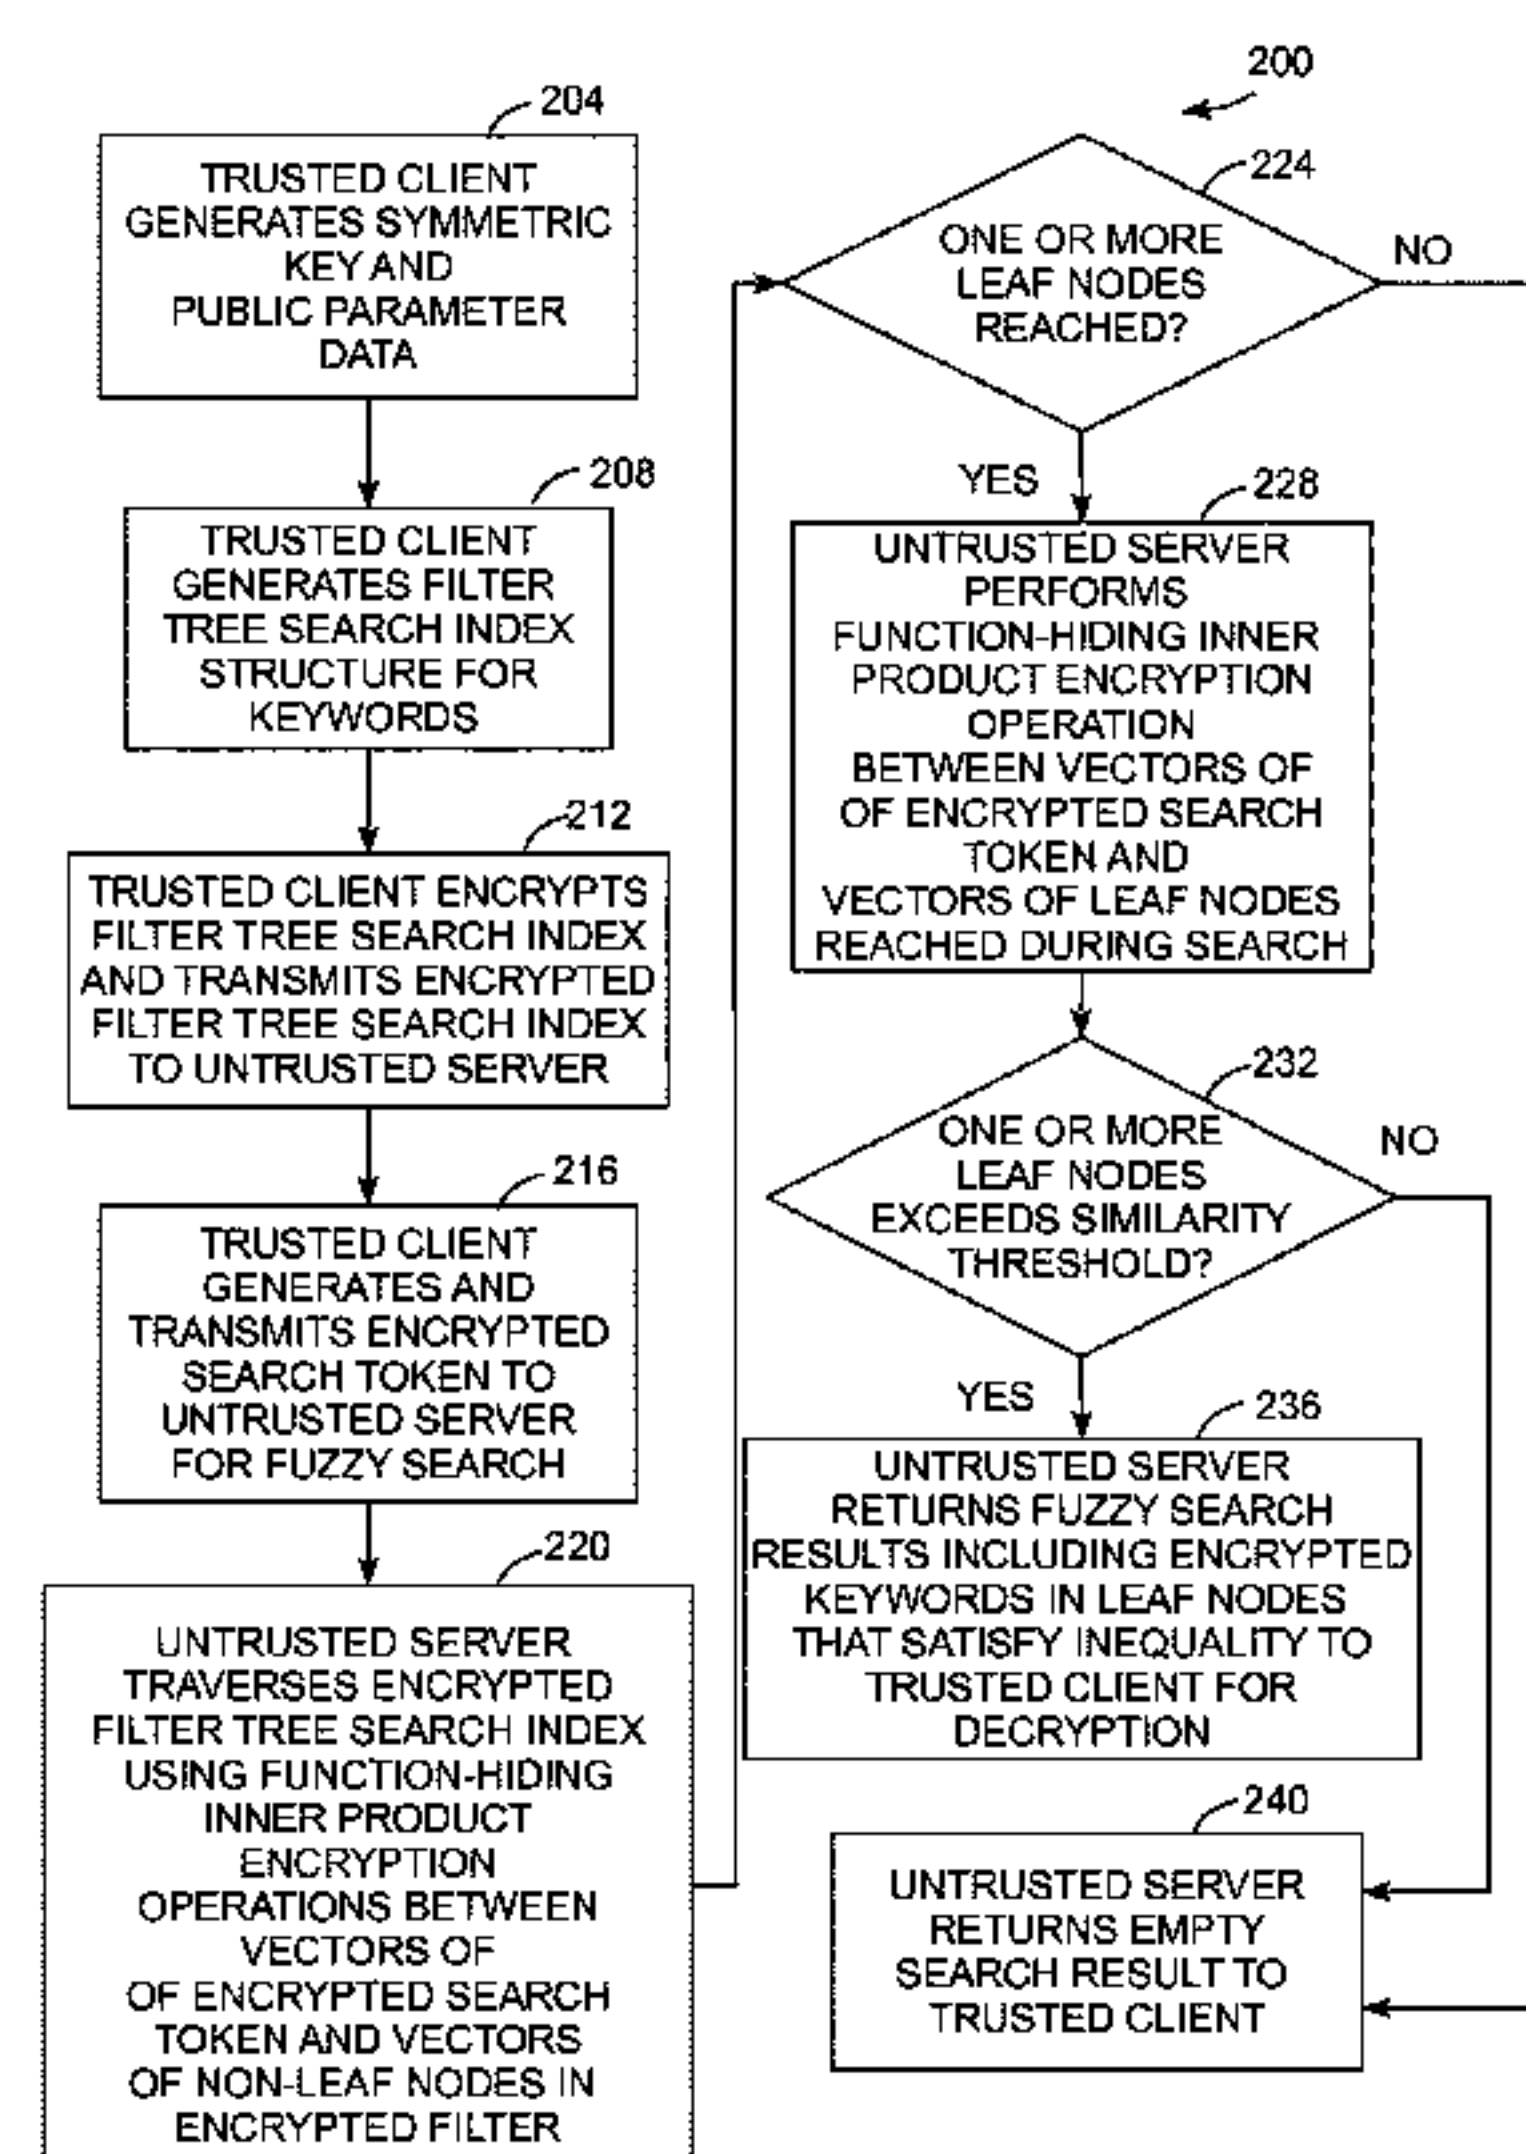 200
204
TRUSTED CLIENT
GENERATES SYMMETRIC
KEY AND
PUBLIC PARAMETER
DATA
208
TRUSTED CLIENT
GENERATES FILTER
TREE SEARCH INDEX
STRUCTURE FOR
KEYWORDS
212
TRUSTED CLIENT ENCRYPTS
FILTER TREE SEARCH INDEX
AND TRANSMITS ENCRYPTED
FILTER TREE SEARCH INDEX
TO UNTRUSTED SERVER
216
TRUSTED CLIENT
GENERATES AND
TRANSMITS ENCRYPTED
SEARCH TOKEN TO
UNTRUSTED SERVER
FOR FUZZY SEARCH
220
UNTRUSTED SERVER
TRAVERSES ENCRYPTED
FILTER TREE SEARCH INDEX
USING FUNCTION-HIDING
INNER PRODUCT
ENCRYPTION
OPERATIONS BETWEEN
VECTORS OF
OF ENCRYPTED SEARCH
TOKEN AND VECTORS
OF NON-LEAF NODES IN
ENCRYPTED FILTER
224
ONE OR MORE
LEAF NODES
REACHED?
NO
YES
228
UNTRUSTED SERVER
PERFORMS
FUNCTION-HIDING INNER
PRODUCT ENCRYPTION
OPERATION
BETWEEN VECTORS OF
OF ENCRYPTED SEARCH
TOKEN AND
VECTORS OF LEAF NODES
REACHED DURING SEARCH
232
ONE OR MORE
LEAF NODES
EXCEEDS SIMILARITY
THRESHOLD?
NO
YES
236
UNTRUSTED SERVER
RETURNS FUZZY SEARCH
RESULTS INCLUDING ENCRYPTED
KEYWORDS IN LEAF NODES
THAT SATISFY INEQUALITY TO
TRUSTED CLIENT FOR
DECRYPTION
240
UNTRUSTED SERVER
RETURNS EMPTY
SEARCH RESULT TO
TRUSTED CLIENT